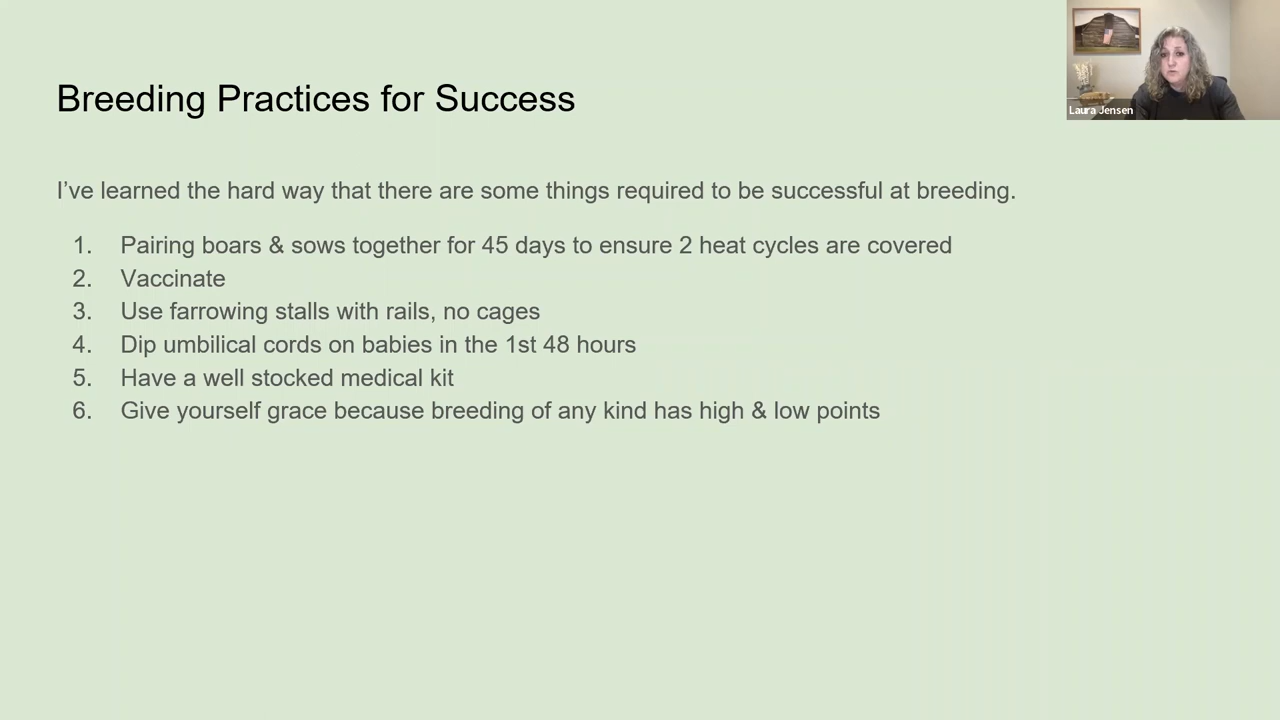 Breeding Practices for Success
Laura Jensen
I've learned the hard way that there are some things required to be successful at breeding.
1. Pairing boars & sows together for 45 days to ensure 2 heat cycles are covered
2. Vaccinate
3. Use farrowing stalls with rails, no cages
4. Dip umbilical cords on babies in the 1st 48 hours
5. Have a well stocked medical kit
6. Give yourself grace because breeding of any kind has high & low points